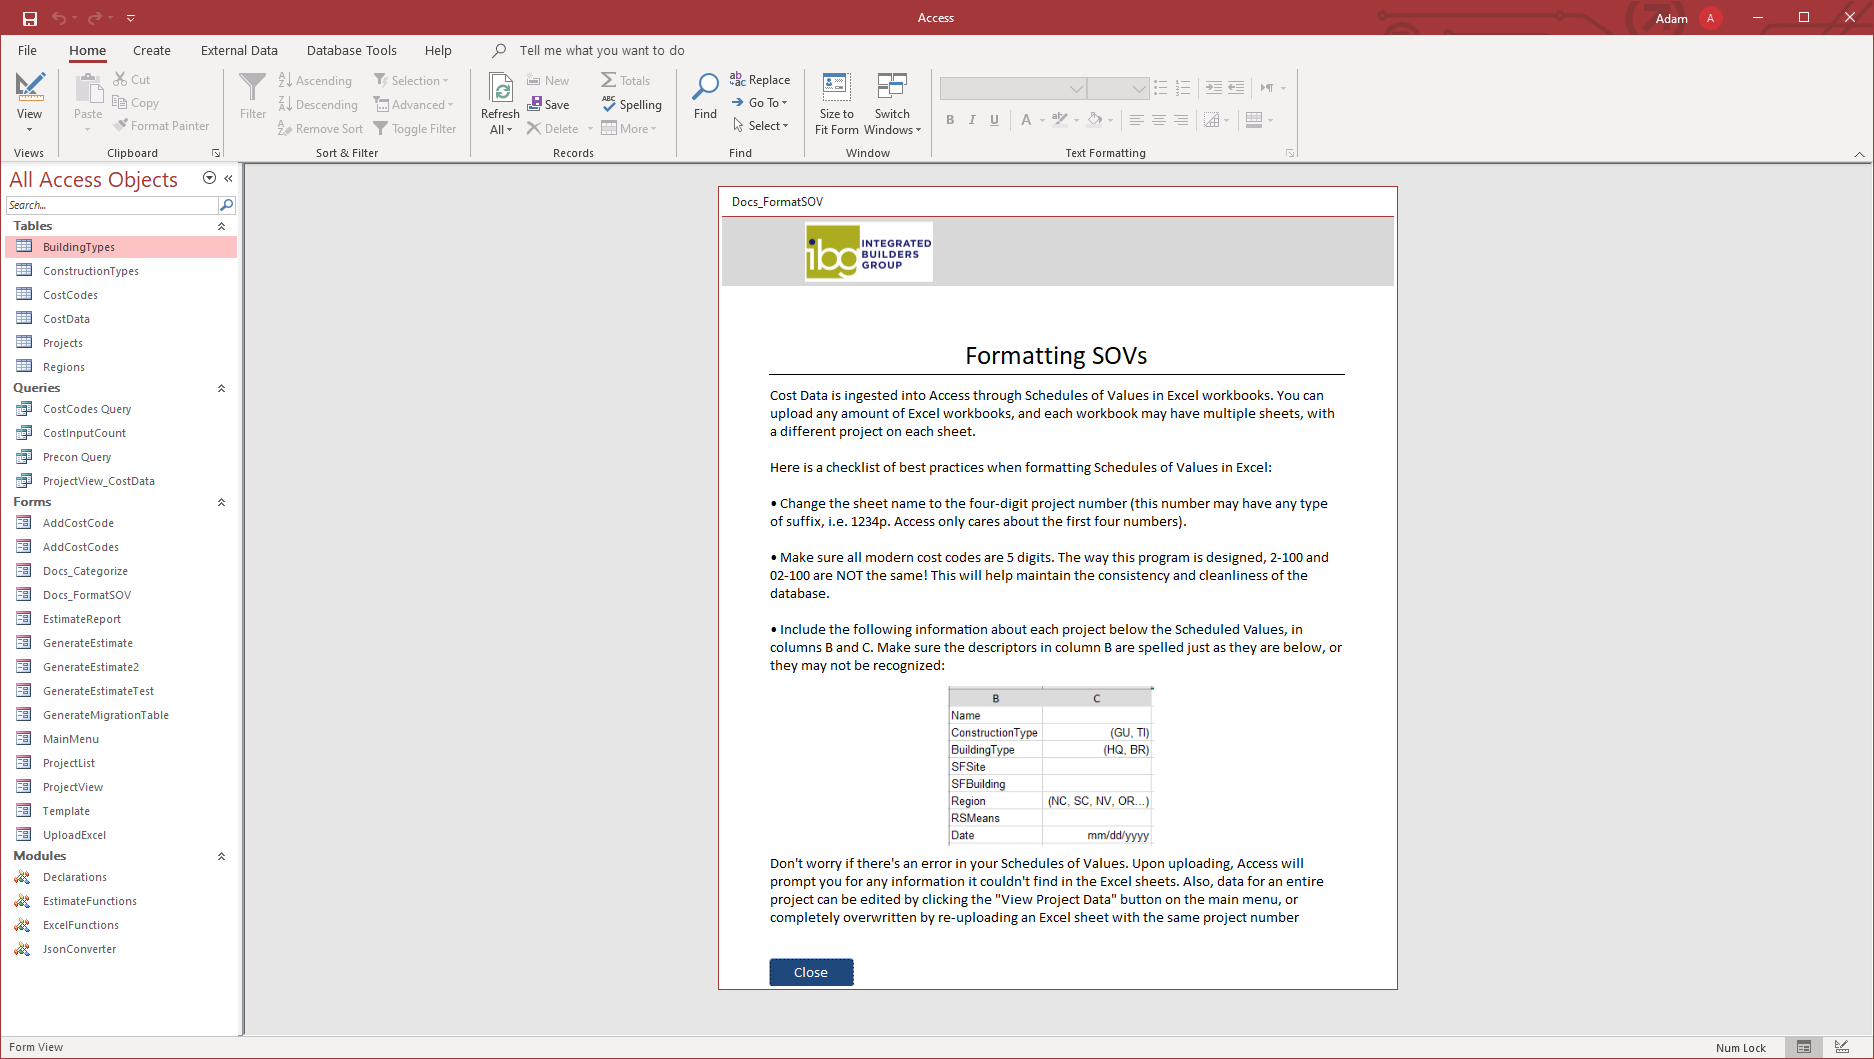 Access
Adam
A
File
Home
Create
External Data
Database Tools
Help
Tell me what you want to do
View
Views
Paste
Cut
Copy
Format Painter
Clipboard
Filter
Ascending
Descending
Remove Sort
Selection
Advanced
Toggle Filter
Sort & Filter
Refresh
All
New
Save
Delete
Totals
Spelling
More
Records
Find
Replace
Go To
Select
Find
Size to
Fit Form
Switch
Windows
Window
B I U A
Text Formatting
All Access Objects
Search...
Tables
BuildingTypes
ConstructionTypes
CostCodes
CostData
Projects
Regions
Queries
CostCodes Query
CostInputCount
Precon Query
ProjectView_CostData
Forms
AddCostCode
AddCostCodes
Docs_Categorize
Docs_FormatSOV
EstimateReport
GenerateEstimate
GenerateEstimate2
GenerateEstimateTest
GenerateMigrationTable
MainMenu
ProjectList
ProjectView
Template
UploadExcel
Modules
Declarations
EstimateFunctions
ExcelFunctions
JsonConverter
Docs_FormatSOV
ibg
INTEGRATED
BUILDERS
GROUP
Formatting SOVs
Cost Data is ingested into Access through Schedules of Values in Excel workbooks. You can
upload any amount of Excel workbooks, and each workbook may have multiple sheets, with
a different project on each sheet.
Here is a checklist of best practices when formatting Schedules of Values in Excel:
• Change the sheet name to the four-digit project number (this number may have any type
of suffix, i.e. 1234p. Access only cares about the first four numbers).
• Make sure all modern cost codes are 5 digits. The way this program is designed, 2-100 and
02-100 are NOT the same! This will help maintain the consistency and cleanliness of the
database.
• Include the following information about each project below the Scheduled Values, in
columns B and C. Make sure the descriptors in column B are spelled just as they are below, or
they may not be recognized:
B C
Name
ConstructionType (GU, TI)
BuildingType (HQ, BR)
SFSite
SFBuilding
Region (NC, SC, NV, OR...)
RSMeans
Date mm/dd/yyyy
Don't worry if there's an error in your Schedules of Values. Upon uploading, Access will
prompt you for any information it couldn't find in the Excel sheets. Also, data for an entire
project can be edited by clicking the "View Project Data" button on the main menu, or
completely overwritten by re-uploading an Excel sheet with the same project number
Close
Form View
Num Lock